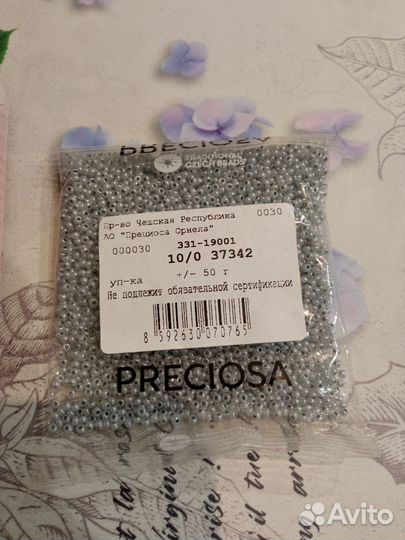 PRECIOSA
TRADITIONAL
CZECH BEADS
Пр-во Чешская Республика 0030
АО "Прециоса Орнела"
000030 331-19001
10/0 37342
уп-ка +/- 50 г
Не подлежит обязательной сертификации
8 592630 070765
PRECIOSA
Avito